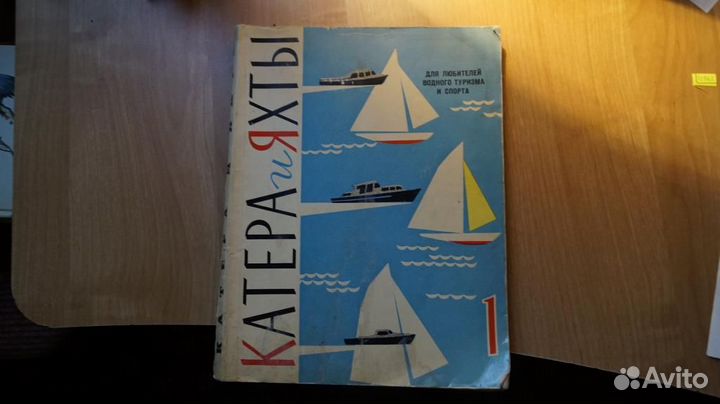 КАТЕРА и ЯХТЫ
ДЛЯ ЛЮБИТЕЛЕЙ
ВОДНОГО ТУРИЗМА
И СПОРТА
1
Avito